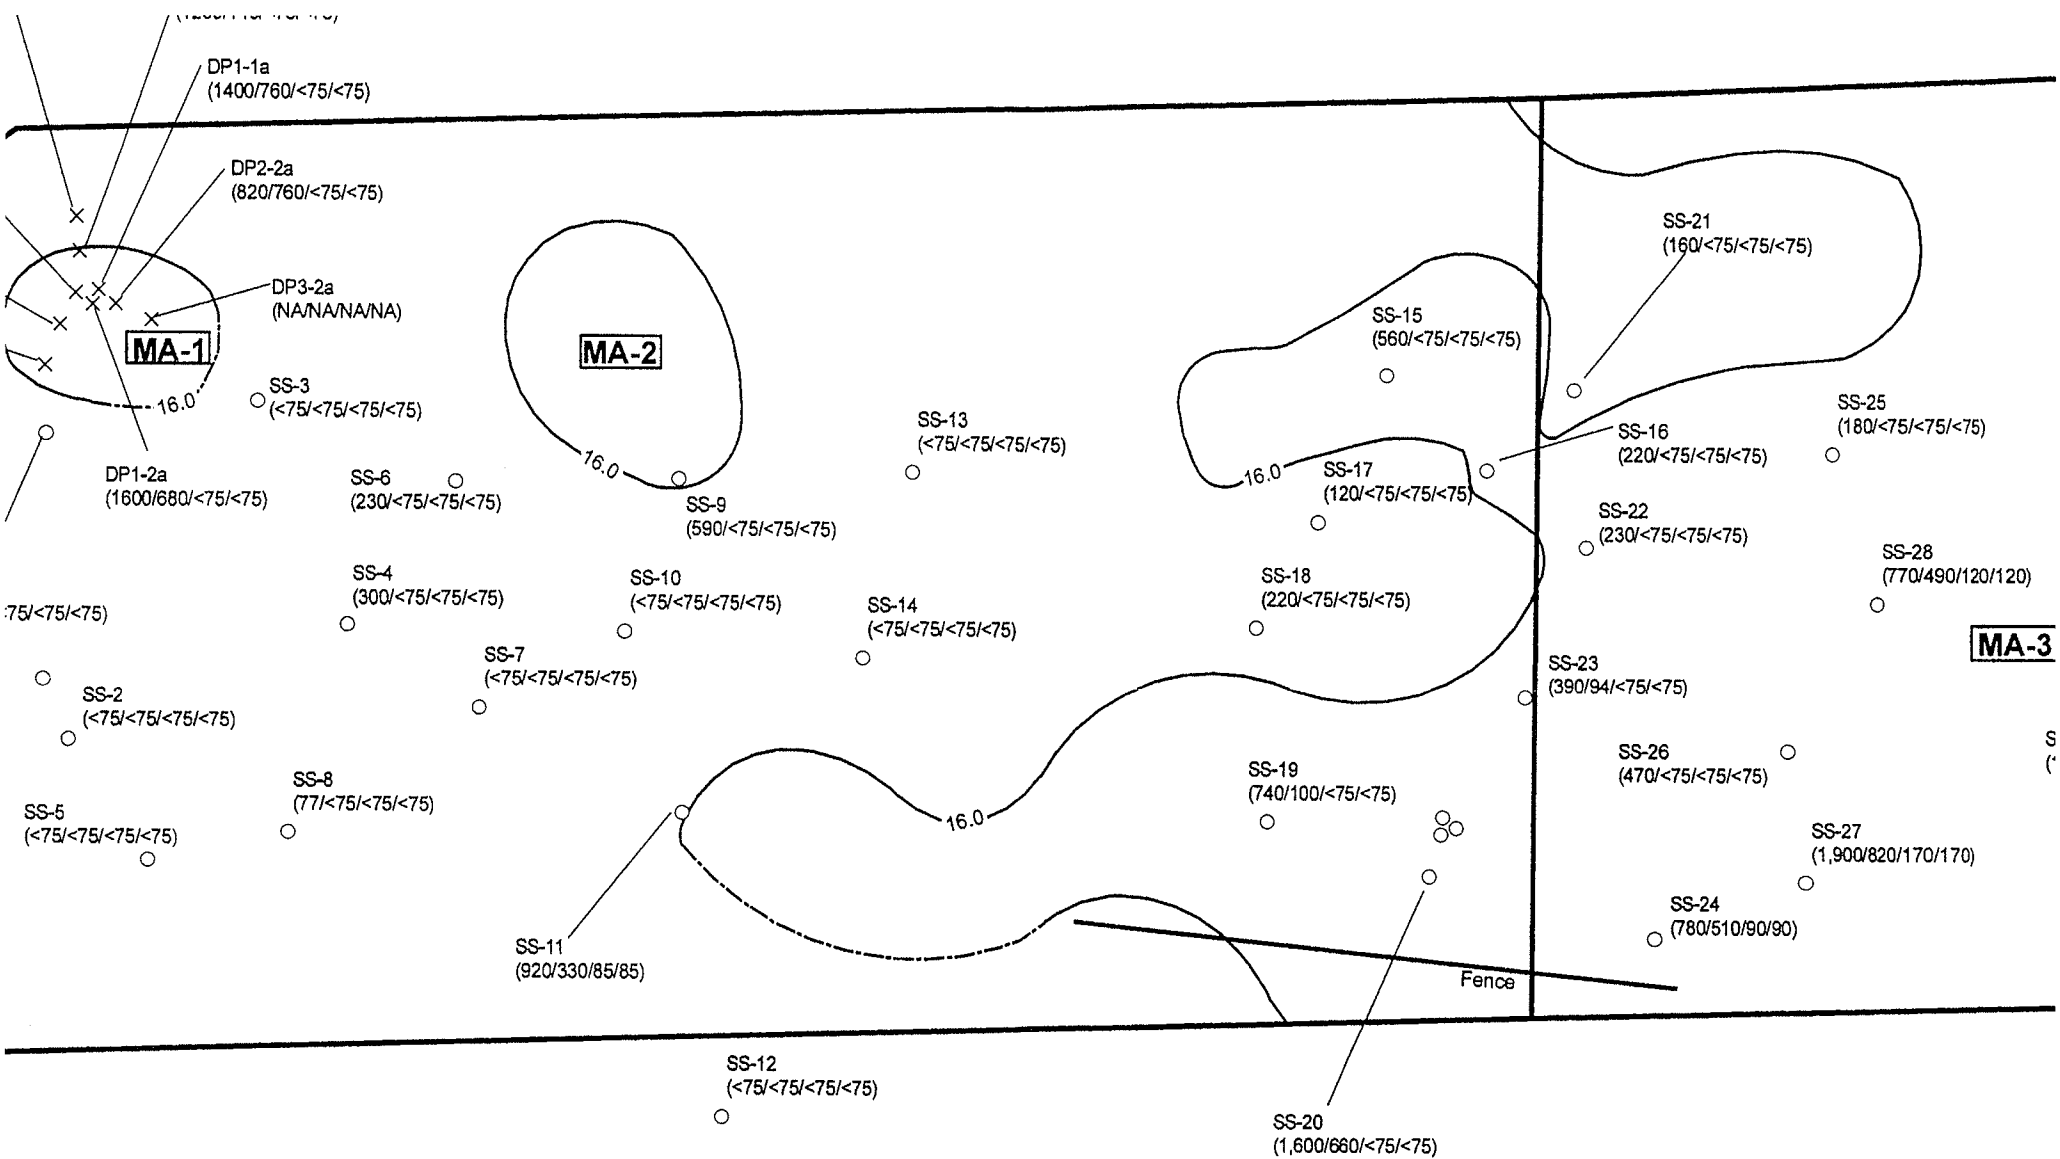 DP1-1a
(1400/760/<75/<75)
DP2-2a
(820/760/<75/<75)
SS-21
(160/<75/<75/<75)
DP3-2a
(NA/NA/NA/NA)
SS-15
(560/<75/<75/<75)
MA-1
MA-2
SS-3
(<75/<75/<75/<75)
16.0
SS-25
(180/<75/<75/<75)
SS-13
(<75/<75/<75/<75)
SS-16
(220/<75/<75/<75)
16.0
16.0
DP1-2a
(1600/680/<75/<75)
SS-6
(230/<75/<75/<75)
SS-17
(120/<75/<75/<75)
SS-9
(590/<75/<75/<75)
SS-22
(230/<75/<75/<75)
SS-28
(770/490/120/120)
SS-4
(300/<75/<75/<75)
SS-10
(<75/<75/<75/<75)
SS-18
(220/<75/<75/<75)
75/<75/<75)
SS-14
(<75/<75/<75/<75)
MA-3
SS-7
(<75/<75/<75/<75)
SS-23
(390/94/<75/<75)
SS-2
(<75/<75/<75/<75)
SS-26
(470/<75/<75/<75)
SS-8
(77/<75/<75/<75)
SS-19
(740/100/<75/<75)
SS-5
(<75/<75/<75/<75)
16.0
SS-27
(1,900/820/170/170)
SS-24
(780/510/90/90)
SS-11
(920/330/85/85)
Fence
SS-12
(<75/<75/<75/<75)
SS-20
(1,600/660/<75/<75)